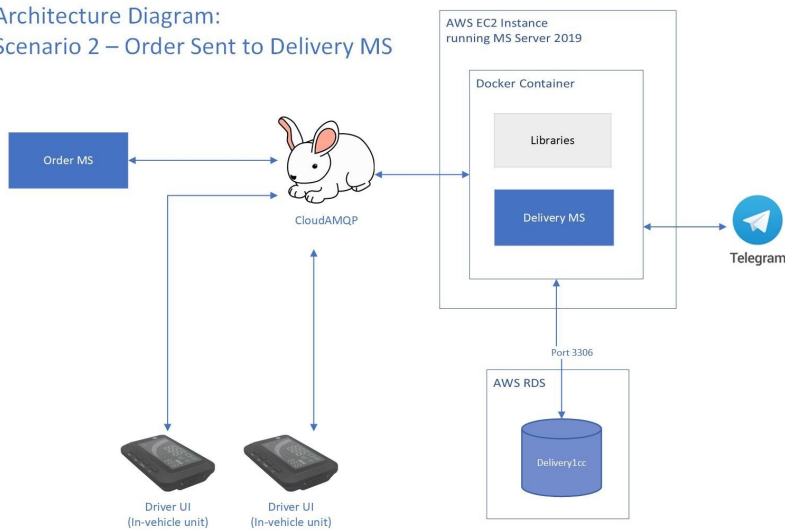 Architecture Diagram:
Scenario 2 – Order Sent to Delivery MS
AWS EC2 Instance
running MS Server 2019
Docker Container
Libraries
Order MS
CloudAMQP
Delivery MS
Telegram
Port 3306
AWS RDS
Delivery1cc
Driver UI
(In-vehicle unit)
Driver UI
(In-vehicle unit)